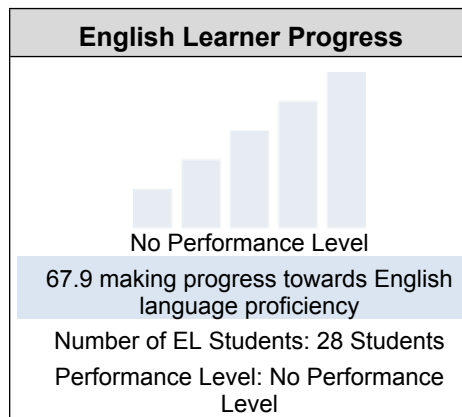 English Learner Progress
No Performance Level
67.9 making progress towards English
language proficiency
Number of EL Students: 28 Students
Performance Level: No Performance
Level